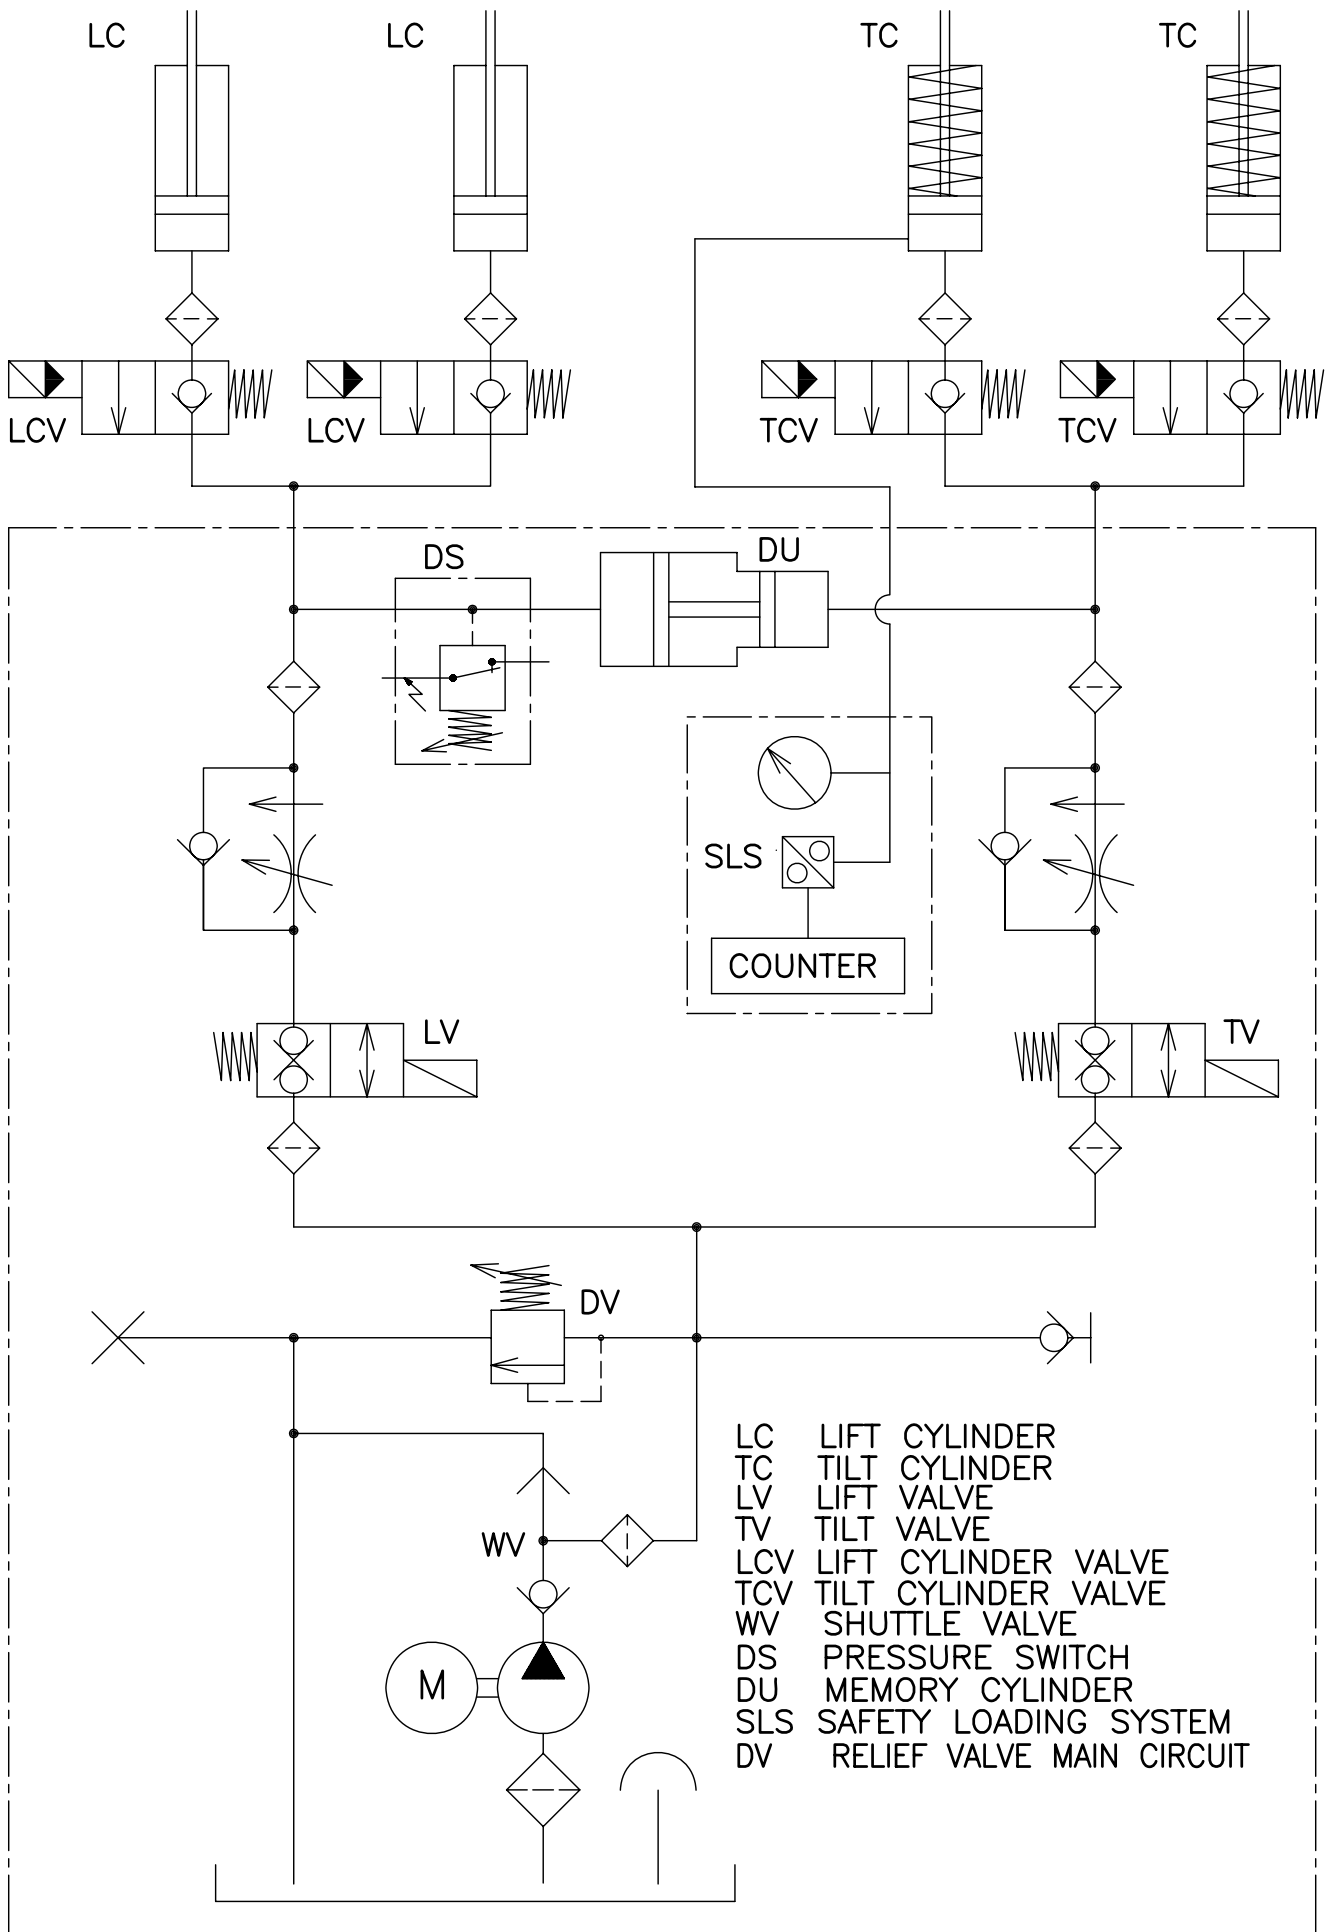 LC
LC
TC
TC
LCV
LCV
TCV
TCV
DS
DU
SLS
COUNTER
LV
TV
DV
WV
M
LC LIFT CYLINDER
TC TILT CYLINDER
LV LIFT VALVE
TV TILT VALVE
LCV LIFT CYLINDER VALVE
TCV TILT CYLINDER VALVE
WV SHUTTLE VALVE
DS PRESSURE SWITCH
DU MEMORY CYLINDER
SLS SAFETY LOADING SYSTEM
DV RELIEF VALVE MAIN CIRCUIT